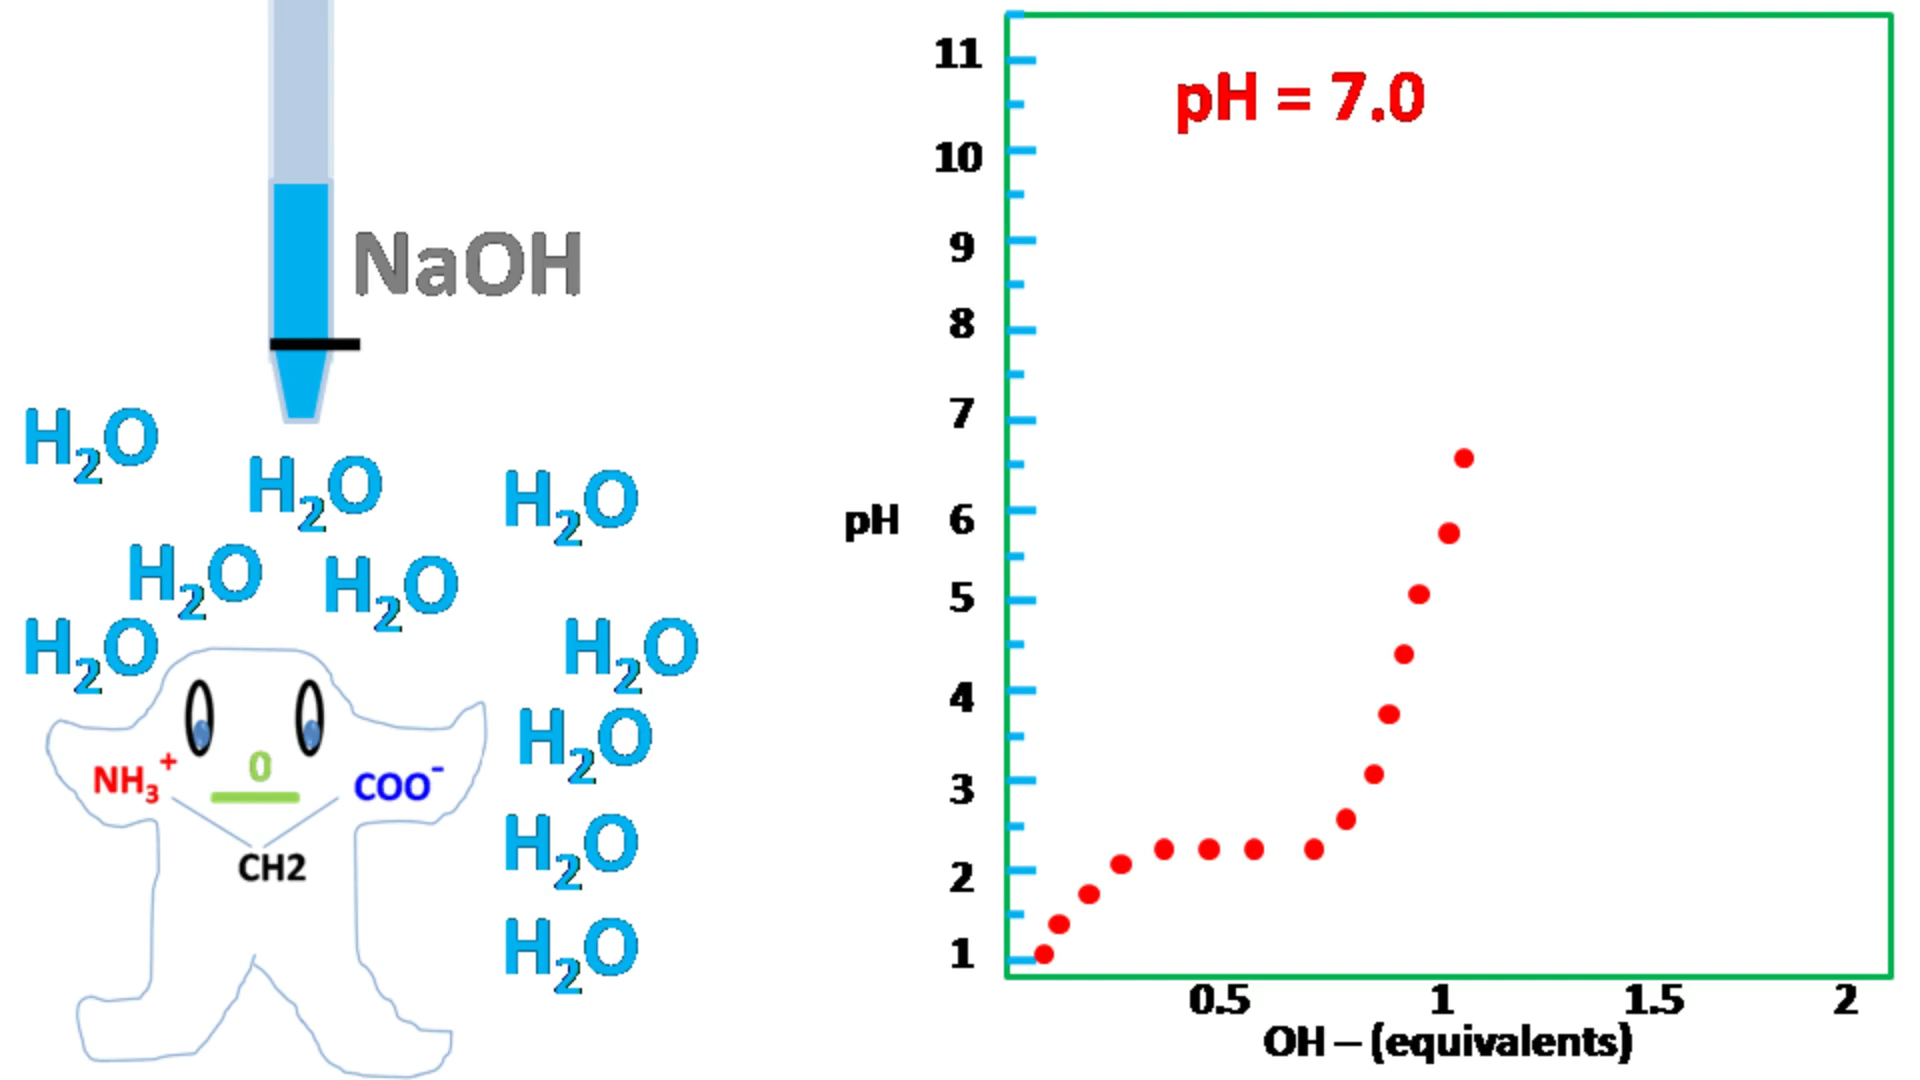 NaOH
H₂O
H₂O
H₂O
H₂O
H₂O
H₂O
H₂O
H₂O
H₂O
H₂O
NH₃⁺
0
COO⁻
CH2
pH = 7.0
pH
11
10
9
8
7
6
5
4
3
2
1
0.5 1 1.5 2
OH – (equivalents)